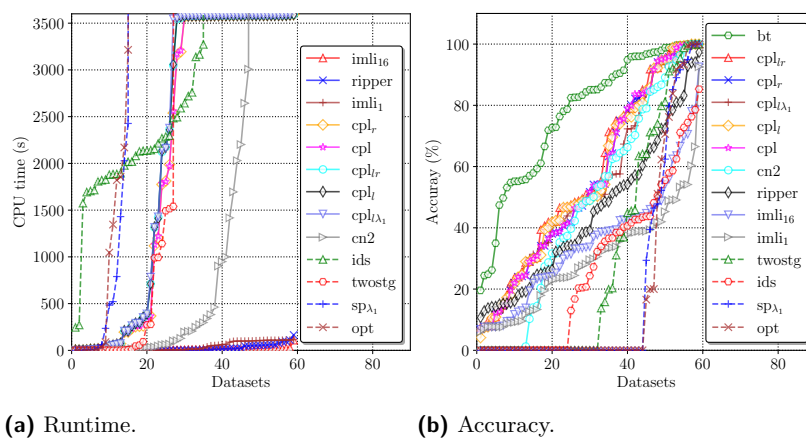 3500
3000
2500
2000
1500
1000
500
0
0
20
40
60
80
CPU time (s)
Datasets
imli16
ripper
imli1
cplr
cpl
cpllr
cpll
cpllλ1
cn2
ids
twostg
spλ1
opt
100
80
60
40
20
0
0
20
40
60
80
Accuray (%)
Datasets
bt
cpllr
cplr
cpllλ1
cpll
cpl
cn2
ripper
imli16
imli1
twostg
ids
spλ1
opt
(a) Runtime.
(b) Accuracy.